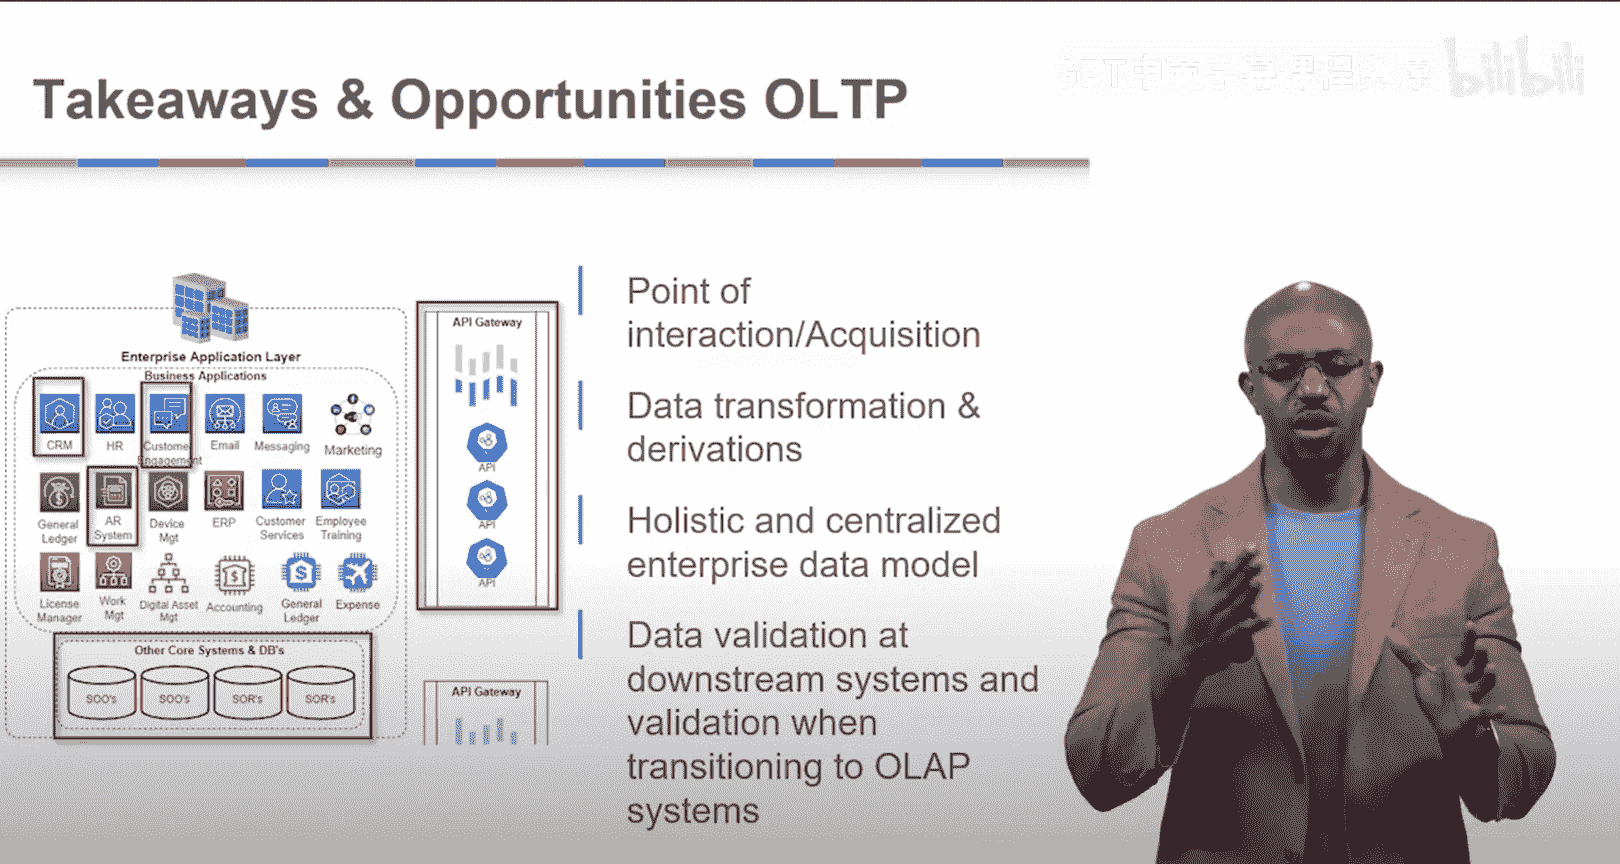 Takeaways & Opportunities OLTP
bilibili
Enterprise Application Layer
Business Applications
CRM
HR
Customer
Engagement
Email
Messaging
Marketing
General
Ledger
AR
System
Device
Mgt
ERP
Customer
Services
Employee
Training
License
Manager
Work
Mgt
Digital Asset
Mgt
Accounting
General
Ledger
Expense
Other Core Systems & DB's
SOO's
SOO's
SOR's
SOR's
API Gateway
API
API
API
API Gateway
Point of
interaction/Acquisition
Data transformation &
derivations
Holistic and centralized
enterprise data model
Data validation at
downstream systems and
validation when
transitioning to OLAP
systems